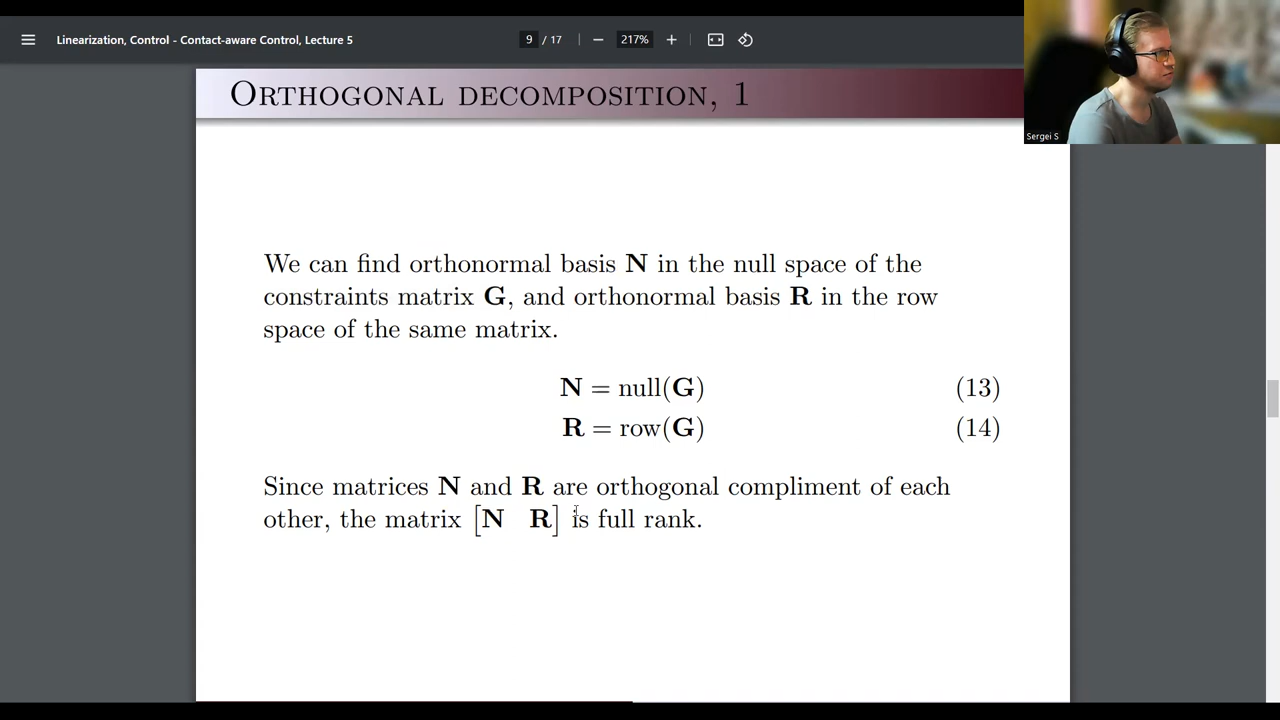 Linearization, Control - Contact-aware Control, Lecture 5
9 / 17
217%
Orthogonal decomposition, 1
Sergei S
We can find orthonormal basis N in the null space of the
constraints matrix G, and orthonormal basis R in the row
space of the same matrix.
N = null(G) (13)
R = row(G) (14)
Since matrices N and R are orthogonal compliment of each
other, the matrix [N R] is full rank.